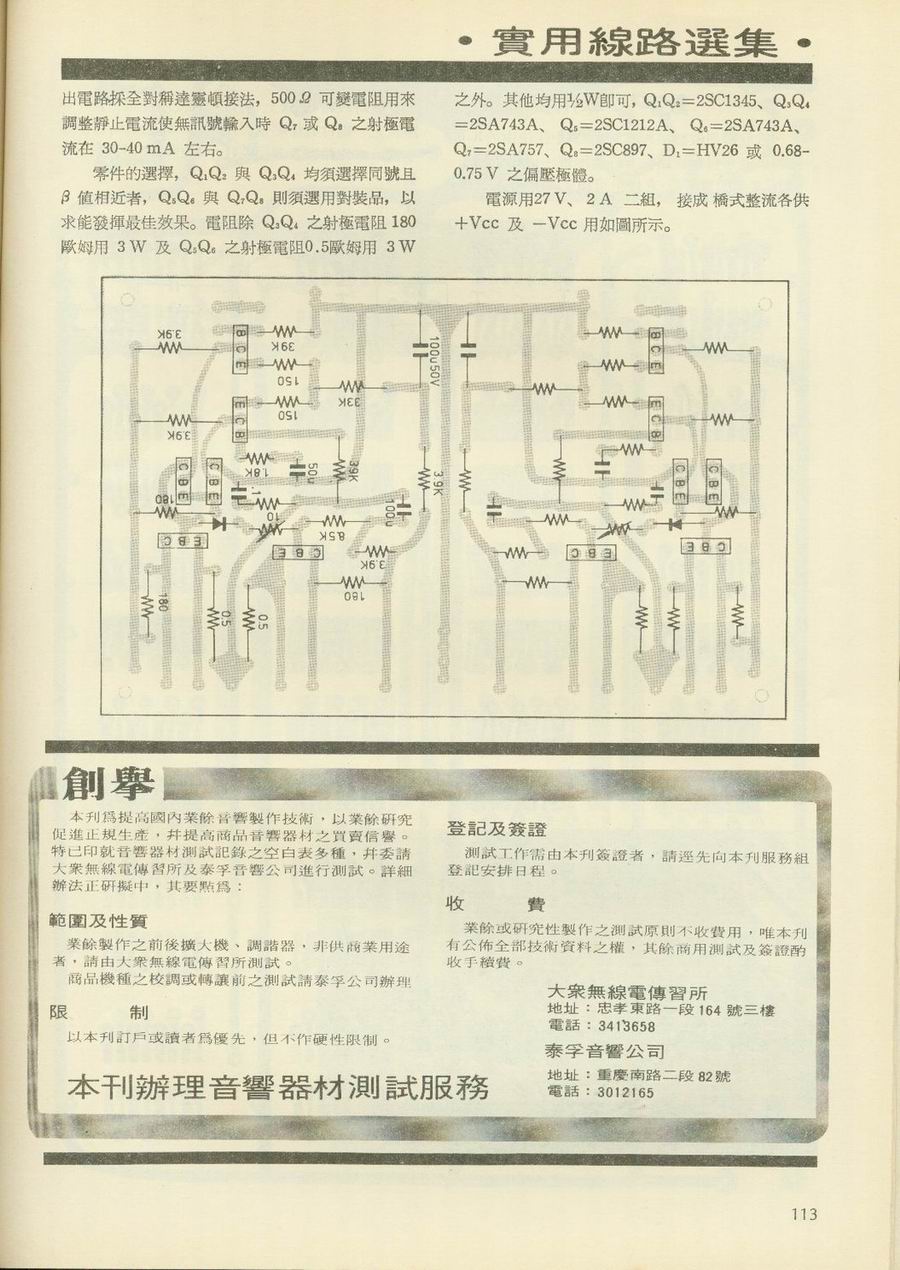 •實用線路選集•
出電路採全對稱達靈頓接法，500Ω 可變電阻用來
調整靜止電流使無訊號輸入時 Q₇ 或 Q₈ 之射極電
流在 30-40 mA 左右。
零件的選擇，Q₁Q₂ 與 Q₃Q₄ 均須選擇同號且
β 值相近者，Q₅Q₆ 與 Q₇Q₈ 則須選用對裝品，以
求能發揮最佳效果。電阻除 Q₃Q₄ 之射極電阻 180
歐姆用 3 W 及 Q₅Q₆ 之射極電阻0.5歐姆用 3 W
之外。其他均用½W卽可，Q₁Q₂=2SC1345、Q₃Q₄
=2SA743A、 Q₅=2SC1212A、 Q₆=2SA743A、
Q₇=2SA757、Q₈=2SC897、D₁=HV26 或 0.68-
0.75 V 之偏壓極體。
電源用27 V、 2 A 二組， 接成 橋式整流各供
+Vcc 及 －Vcc 用如圖所示。
3.9K
B C E
39K
150
100u50V
B C E
E C B
150
33K
3.9K
E C B
1.8K
50u
39K
3.9K
C B E
C B E
1
180
10
100u
8.5K
E B C
C B E
3.9K
180
180
0.5
0.5
C B E
C B E
E B C
C B E
創舉
本刊爲提高國內業餘音響製作技術，以業餘研究
促進正規生產，幷提高商品音響器材之買賣信譽。
特已印就音響器材測試記錄之空白表多種，幷委請
大衆無線電傳習所及泰孚音響公司進行測試。詳細
辦法正研擬中，其要點爲：
範圍及性質
業餘製作之前後擴大機、調諧器，非供商業用途
者，請由大衆無線電傳習所測試。
商品機種之校調或轉讓前之測試請泰孚公司辦理
限　　制
以本刊訂戶或讀者爲優先，但不作硬性限制。
本刊辦理音響器材測試服務
登記及簽證
測試工作需由本刊簽證者，請逕先向本刊服務組
登記安排日程。
收　　費
業餘或研究性製作之測試原則不收費用，唯本刊
有公佈全部技術資料之權，其餘商用測試及簽證酌
收手續費。
大衆無線電傳習所
地址：忠孝東路一段 164 號三樓
電話：3413658
泰孚音響公司
地址：重慶南路二段 82號
電話：3012165
113